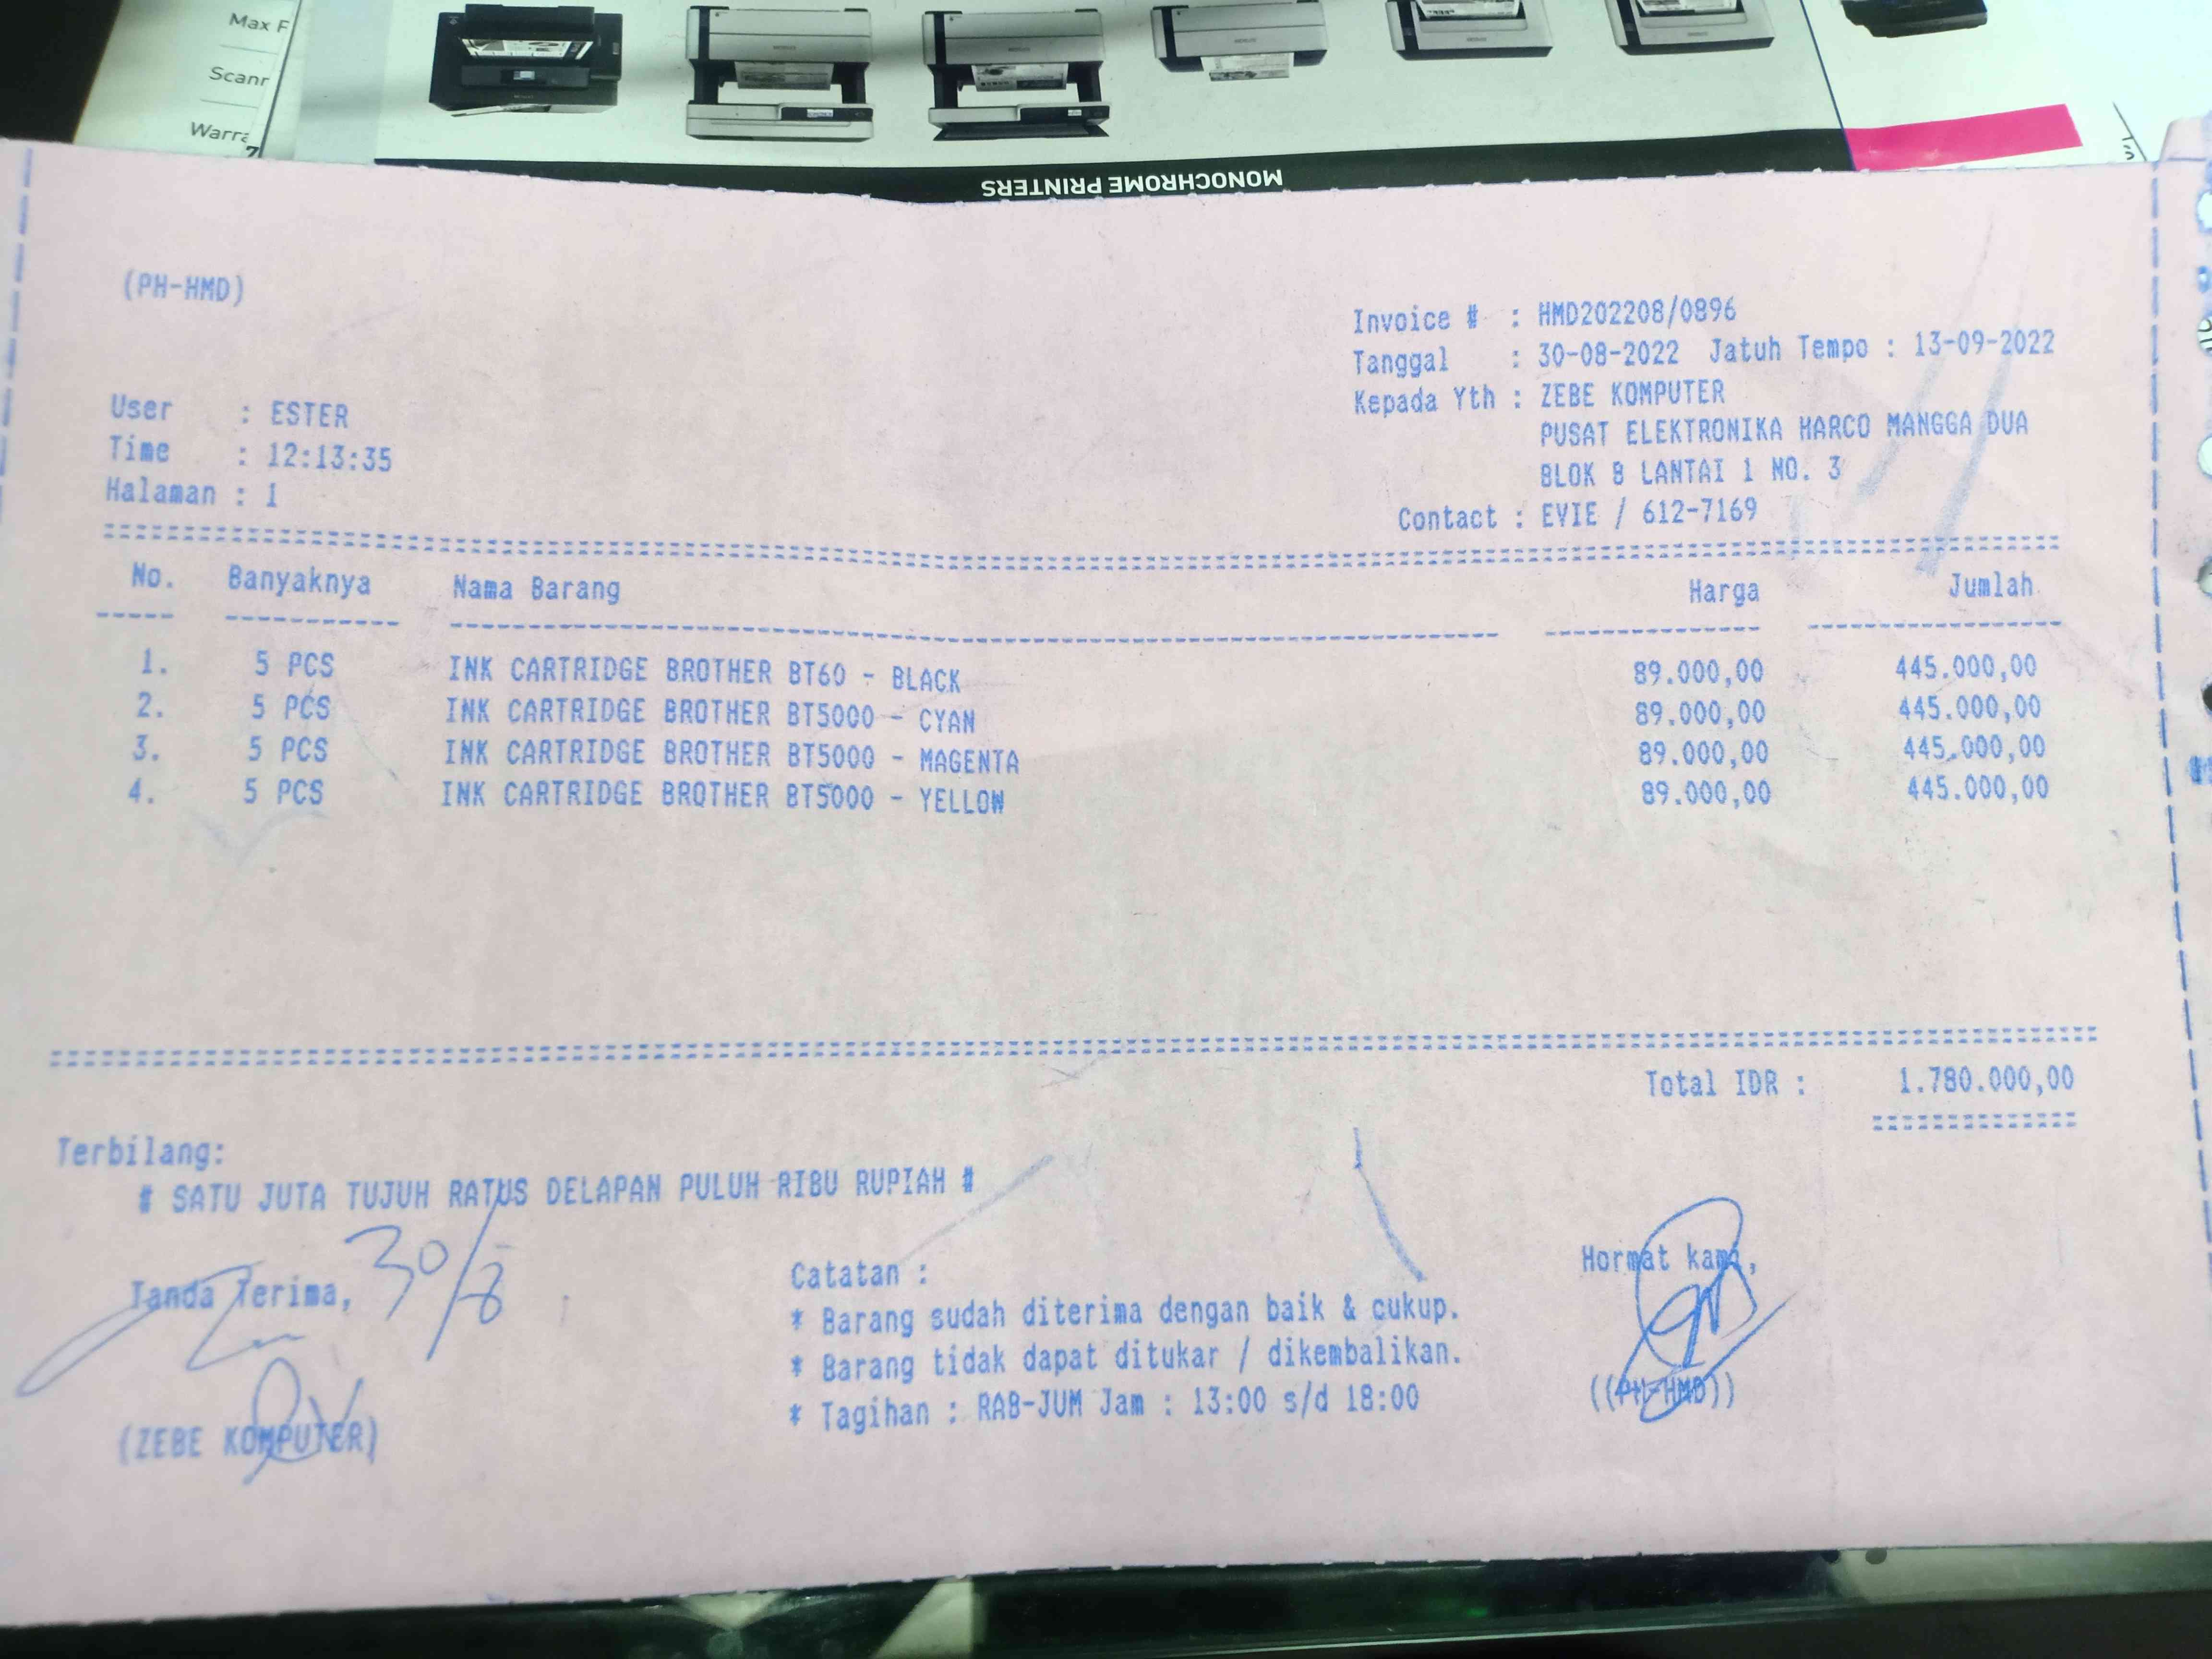 Max F
Scanr
Warra
7
MONOCHROME PRINTERS
(PH-HMD)
Invoice # : HMD202208/0896
Tanggal : 30-08-2022 Jatuh Tempo : 13-09-2022
Kepada Yth : ZEBE KOMPUTER
PUSAT ELEKTRONIKA HARCO MANGGA DUA
BLOK B LANTAI 1 NO. 3
Contact : EVIE / 612-7169
User : ESTER
Time : 12:13:35
Halaman : 1
No. Banyaknya Nama Barang Harga Jumlah
1. 5 PCS INK CARTRIDGE BROTHER BT60 - BLACK 89.000,00 445.000,00
2. 5 PCS INK CARTRIDGE BROTHER BT5000 - CYAN 89.000,00 445.000,00
3. 5 PCS INK CARTRIDGE BROTHER BT5000 - MAGENTA 89.000,00 445.000,00
4. 5 PCS INK CARTRIDGE BROTHER BT5000 - YELLOW 89.000,00 445.000,00
Total IDR : 1.780.000,00
Terbilang:
# SATU JUTA TUJUH RATUS DELAPAN PULUH RIBU RUPIAH #
Tanda Terima, 30/8
(ZEBE KOMPUTER)
Catatan :
* Barang sudah diterima dengan baik & cukup.
* Barang tidak dapat ditukar / dikembalikan.
* Tagihan : RAB-JUM Jam : 13:00 s/d 18:00
Hormat kami,
((PH-HMD))